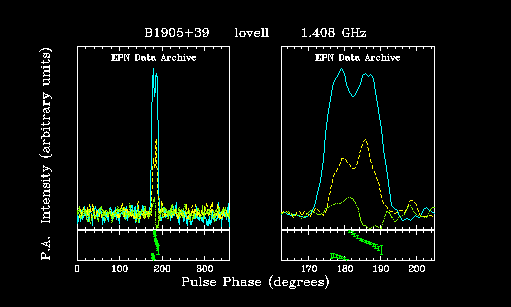 B1905+39 lovell 1.408 GHz
EPN Data Archive EPN Data Archive
P.A. Intensity (arbitrary units)
0 100 200 300 170 180 190 200
Pulse Phase (degrees)